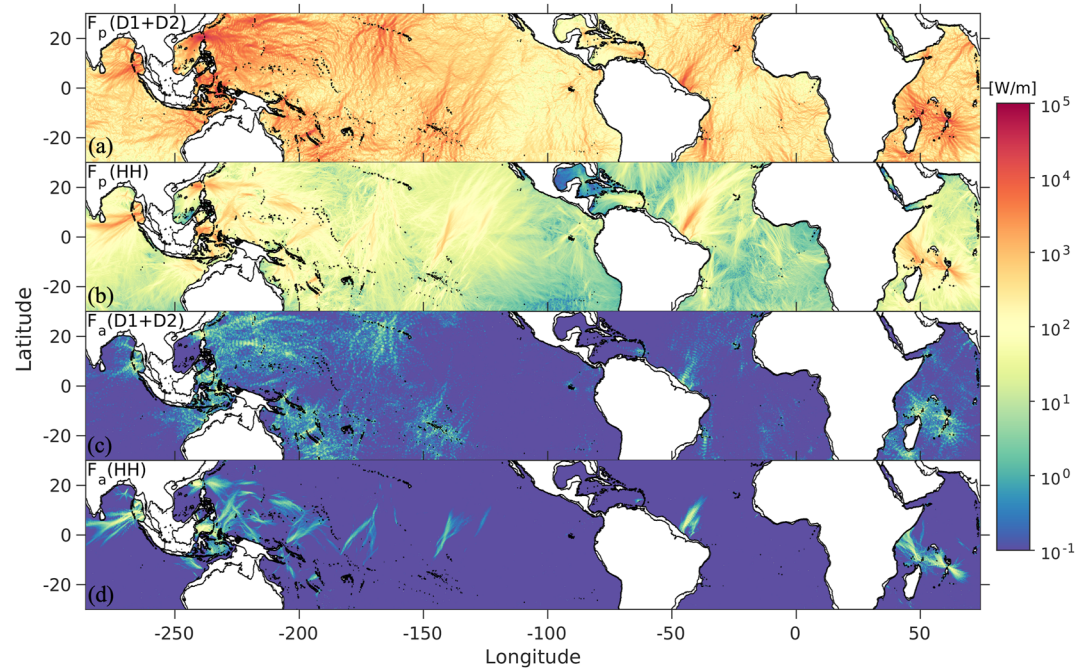 F_p(D1+D2)
20
0
-20
(a)
[W/m]
10^5
10^4
10^3
10^2
10^1
10^0
10^-1
F_p(HH)
20
0
-20
(b)
Latitude
F_a(D1+D2)
20
0
-20
(c)
F_a(HH)
20
0
-20
(d)
-250 -200 -150 -100 -50 0 50
Longitude